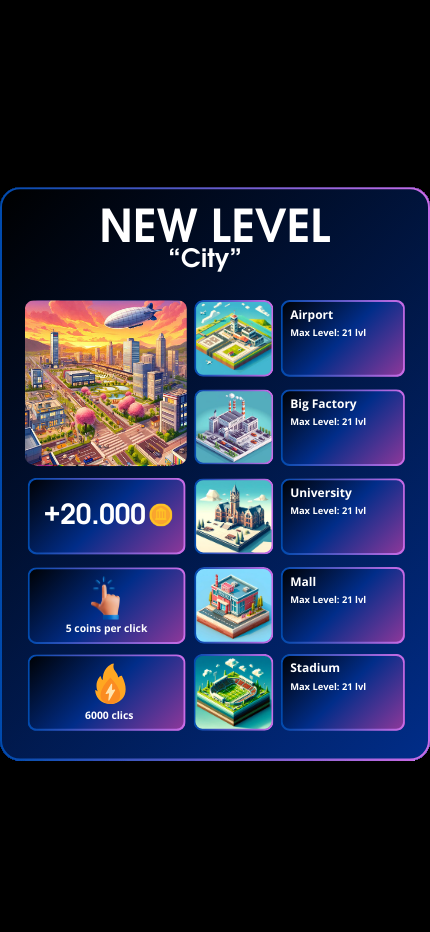 NEW LEVEL
“City”
Airport
Max Level: 21 lvl
Big Factory
Max Level: 21 lvl
+20.000
University
Max Level: 21 lvl
5 coins per click
Mall
Max Level: 21 lvl
6000 clics
Stadium
Max Level: 21 lvl